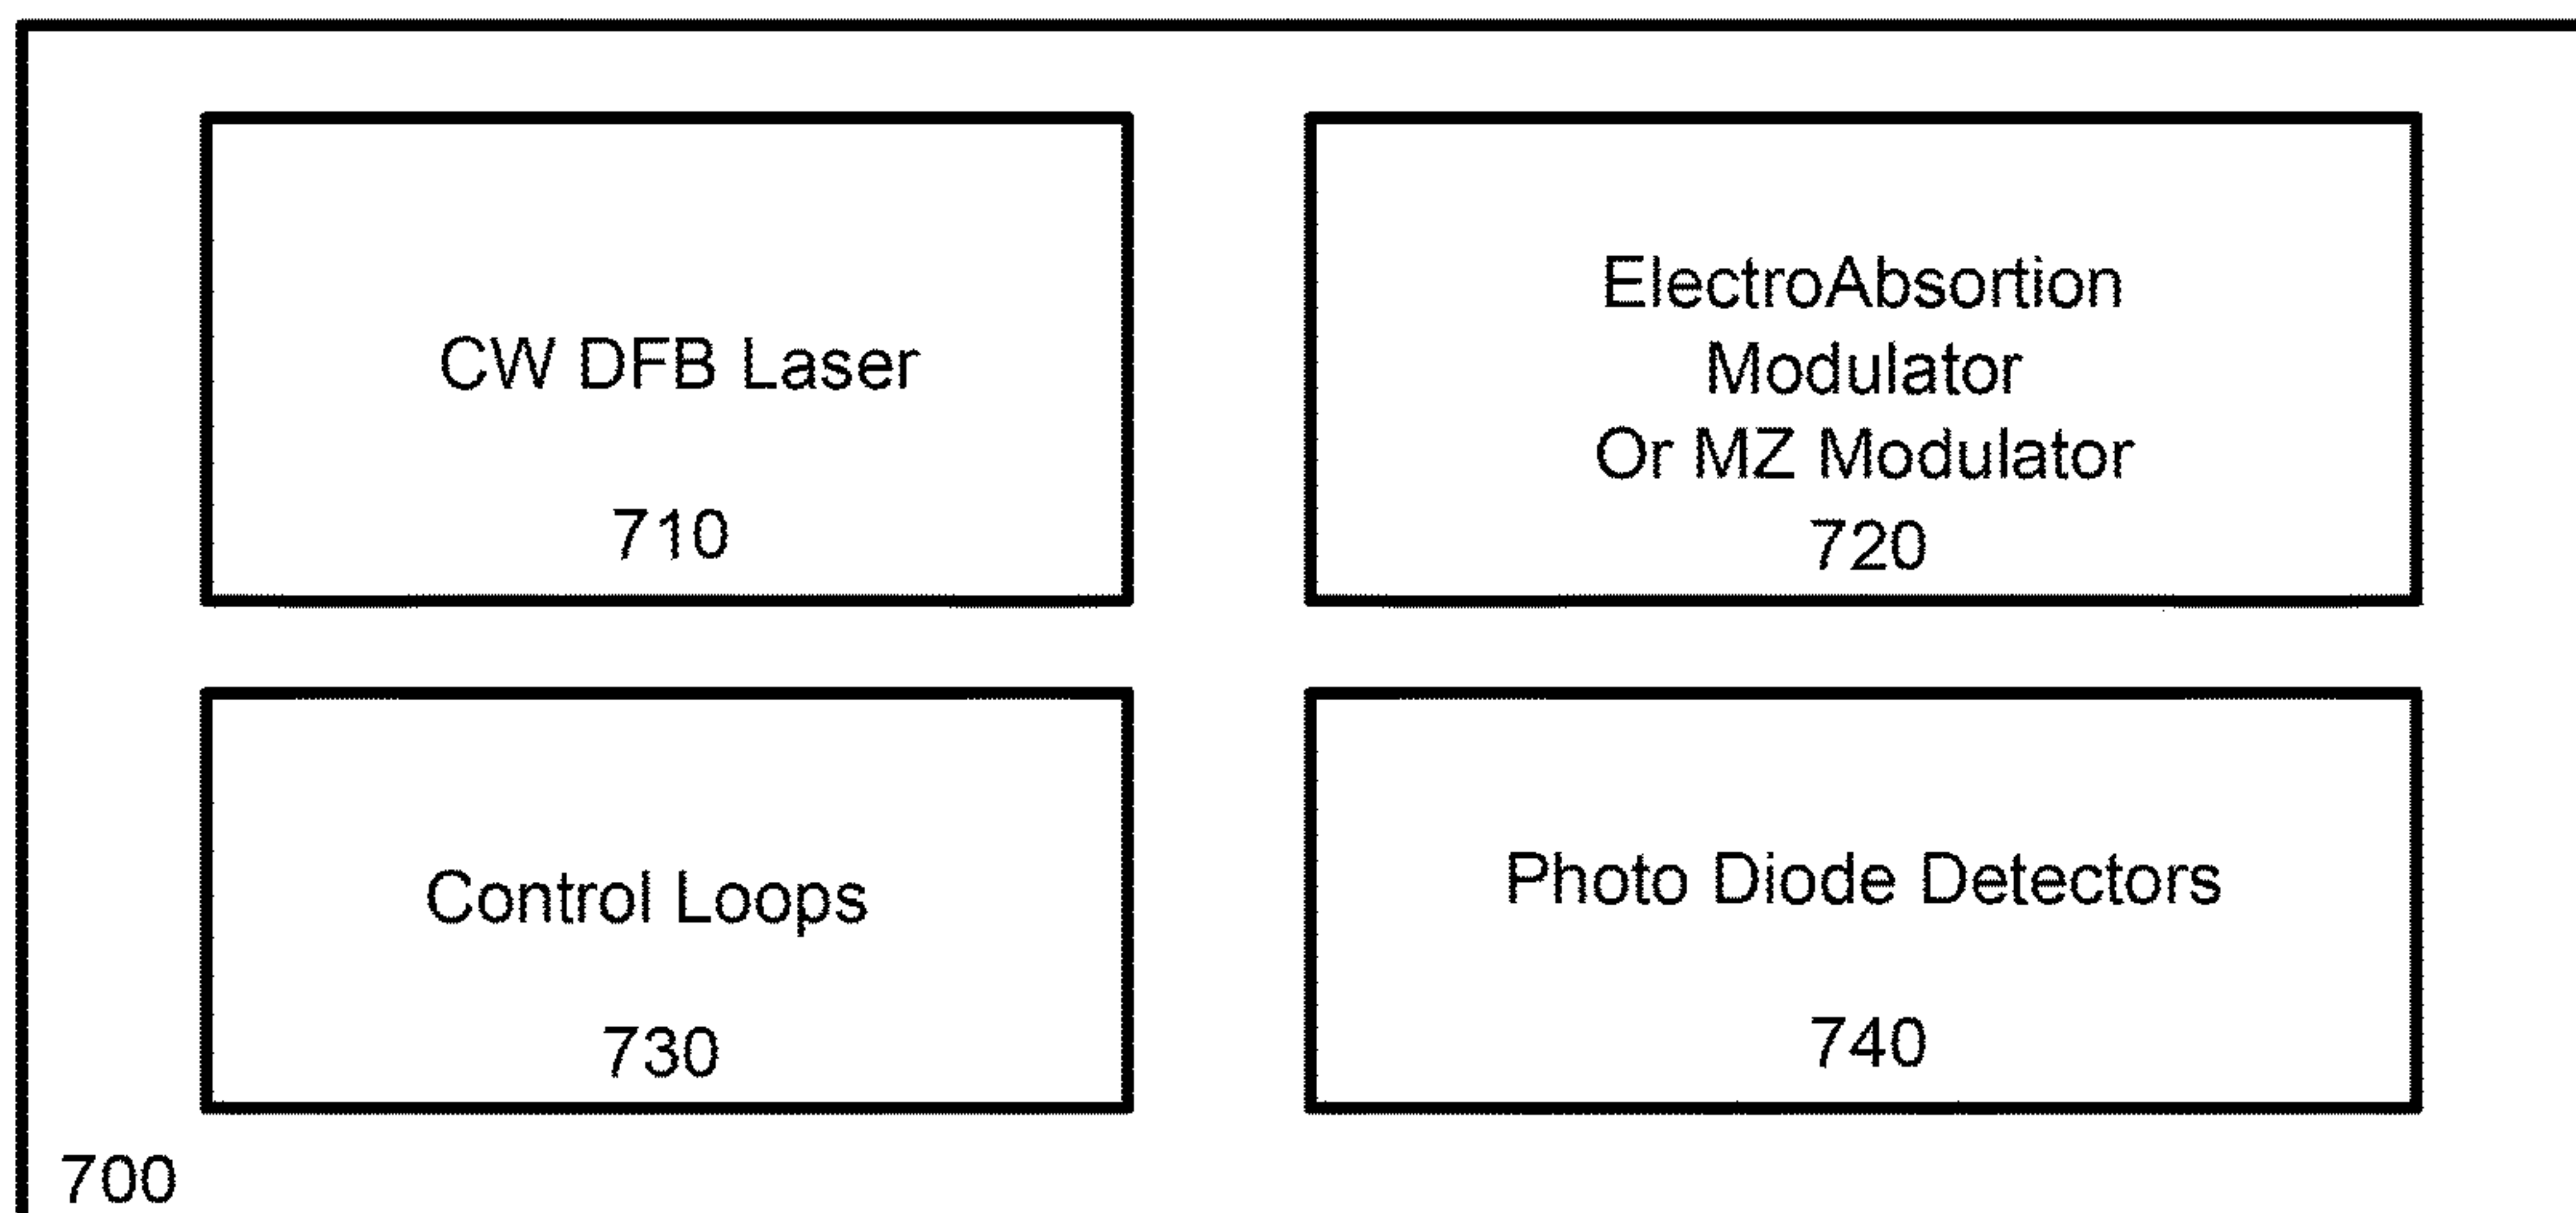 CW DFB Laser
710
ElectroAbsortion
Modulator
Or MZ Modulator
720
Control Loops
730
Photo Diode Detectors
740
700